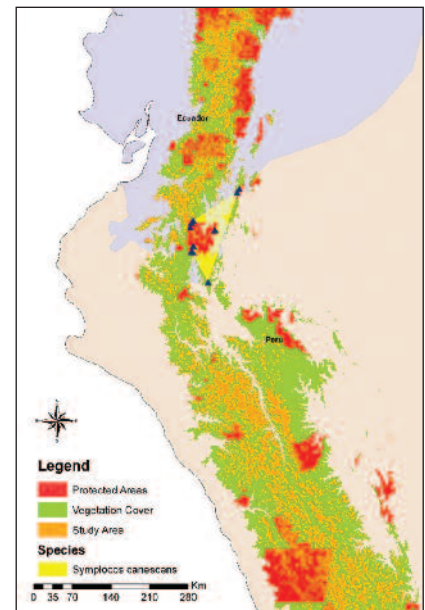 Ecuador
Peru
Legend
Protected Areas
Vegetation Cover
Study Area
Species
Symplocos canescens
Km
0 35 70 140 210 280